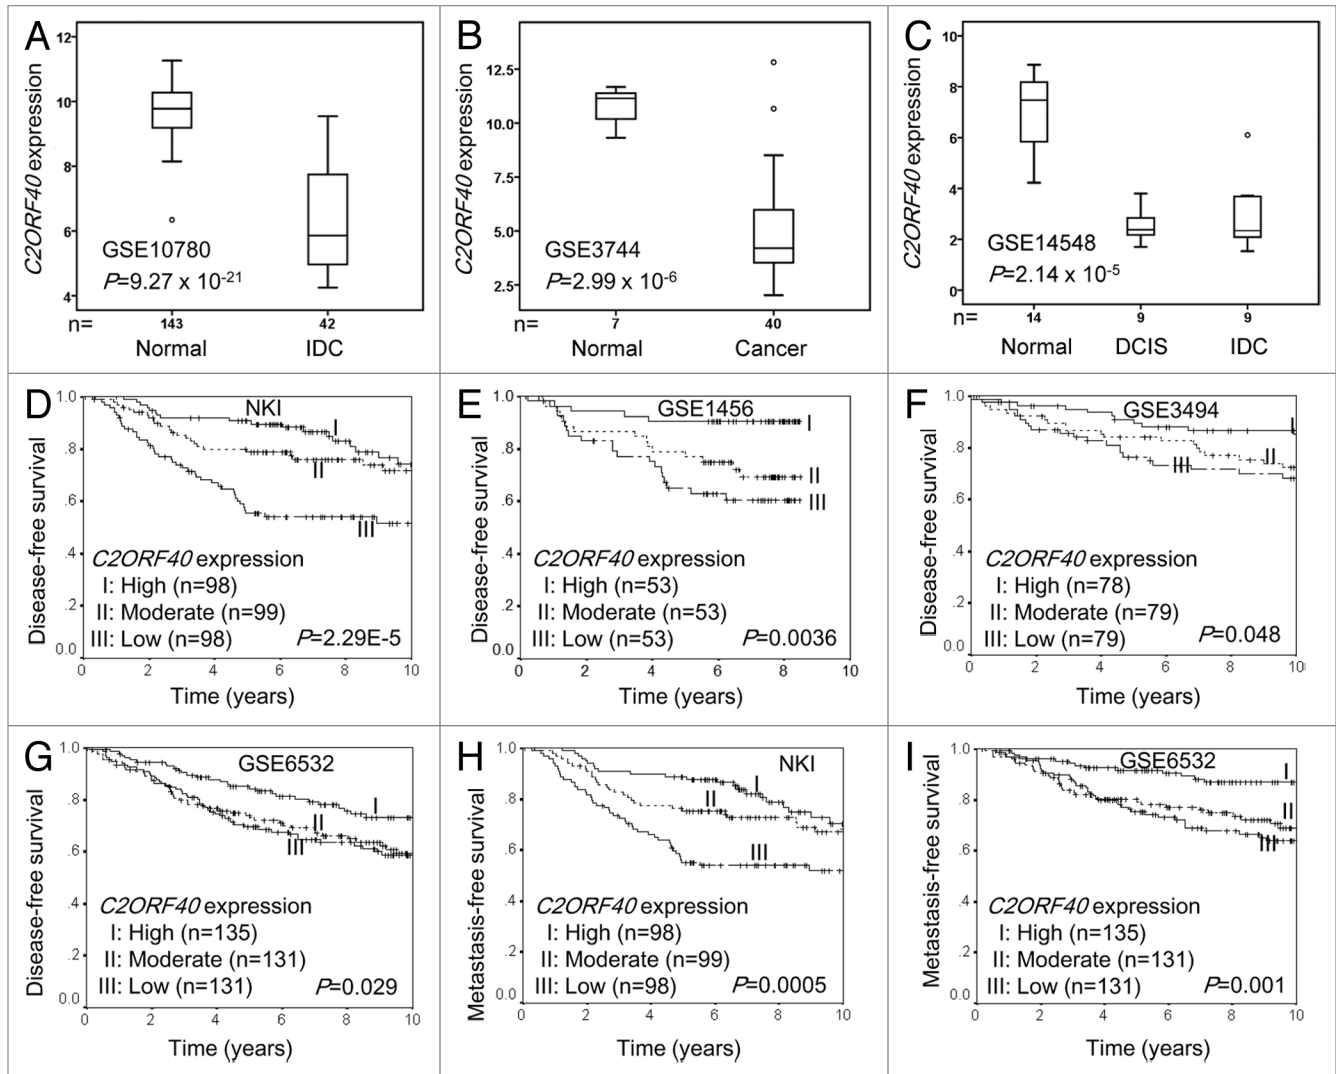 A
C2ORF40 expression
12
10
8
6
4
GSE10780
P=9.27 x 10-21
n=
143
42
Normal
IDC
B
C2ORF40 expression
12.5
10.0
7.5
5.0
2.5
GSE3744
P=2.99 x 10-6
n=
7
40
Normal
Cancer
C
C2ORF40 expression
10
8
6
4
2
0
GSE14548
P=2.14 x 10-5
n=
14
9
9
Normal
DCIS
IDC
D
Disease-free survival
1.0
.8
.6
.4
.2
0.0
NKI
I
II
III
C2ORF40 expression
I: High (n=98)
II: Moderate (n=99)
III: Low (n=98)
P=2.29E-5
0 2 4 6 8 10
Time (years)
E
Disease-free survival
1.0
.8
.6
.4
.2
0.0
GSE1456
I
II
III
C2ORF40 expression
I: High (n=53)
II: Moderate (n=53)
III: Low (n=53)
P=0.0036
0 2 4 6 8 10
Time (years)
F
Disease-free survival
1.0
.8
.6
.4
.2
0.0
GSE3494
I
II
III
C2ORF40 expression
I: High (n=78)
II: Moderate (n=79)
III: Low (n=79)
P=0.048
0 2 4 6 8 10
Time (years)
G
Disease-free survival
1.0
.8
.6
.4
.2
0.0
GSE6532
I
II
III
C2ORF40 expression
I: High (n=135)
II: Moderate (n=131)
III: Low (n=131)
P=0.029
0 2 4 6 8 10
Time (years)
H
Metastasis-free survival
1.0
.8
.6
.4
.2
0.0
NKI
I
II
III
C2ORF40 expression
I: High (n=98)
II: Moderate (n=99)
III: Low (n=98)
P=0.0005
0 2 4 6 8 10
Time (years)
I
Metastasis-free survival
1.0
.8
.6
.4
.2
0.0
GSE6532
I
II
III
C2ORF40 expression
I: High (n=135)
II: Moderate (n=131)
III: Low (n=131)
P=0.001
0 2 4 6 8 10
Time (years)